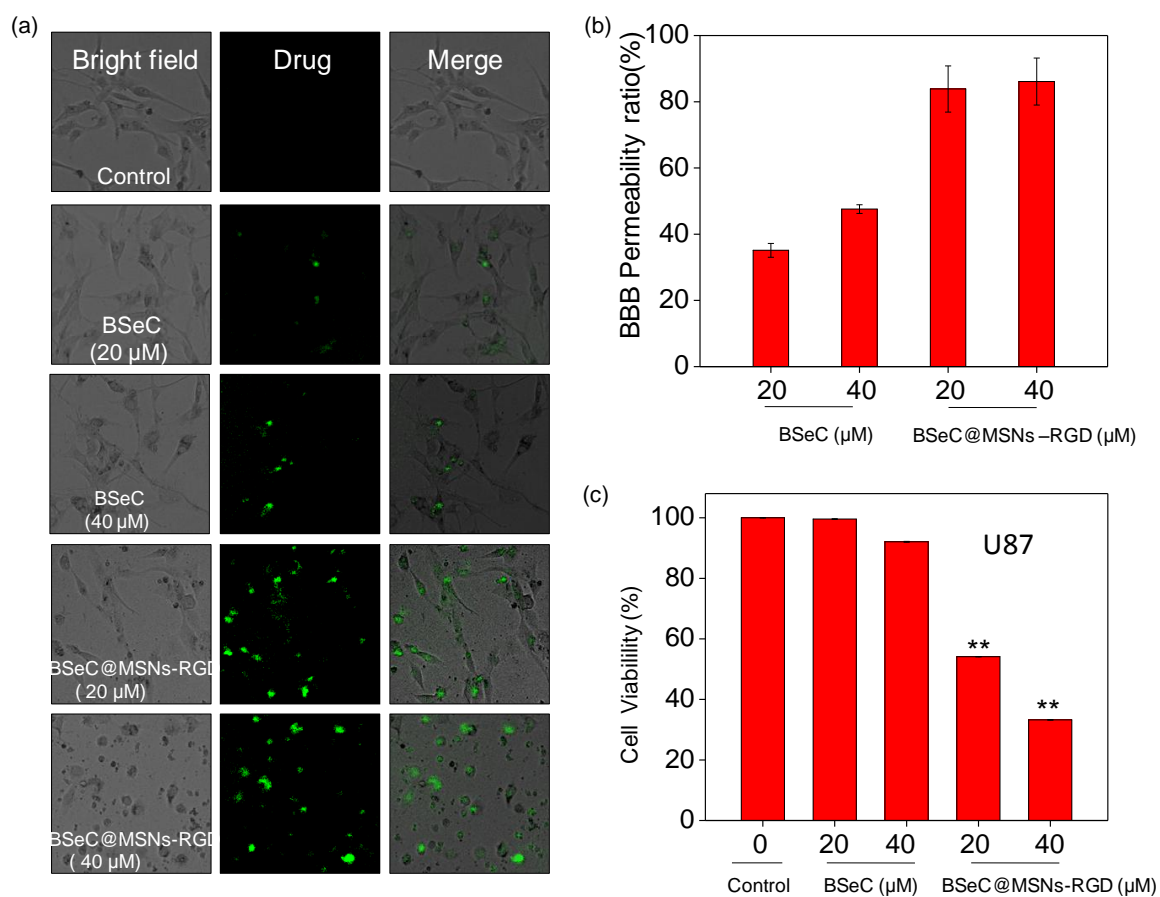 (a)
Bright field
Drug
Merge
Control
BSeC
(20 µM)
BSeC
(40 µM)
BSeC@MSNs-RGD
( 20 µM)
BSeC@MSNs-RGD
( 40 µM)
(b)
BBB Permeability ratio(%)
100
80
60
40
20
0
20 40 20 40
BSeC (µM) BSeC@MSNs –RGD (µM)
(c)
Cell Viabilility (%)
100
80
60
40
20
0
U87
**
**
0 20 40 20 40
Control BSeC (µM) BSeC@MSNs-RGD (µM)